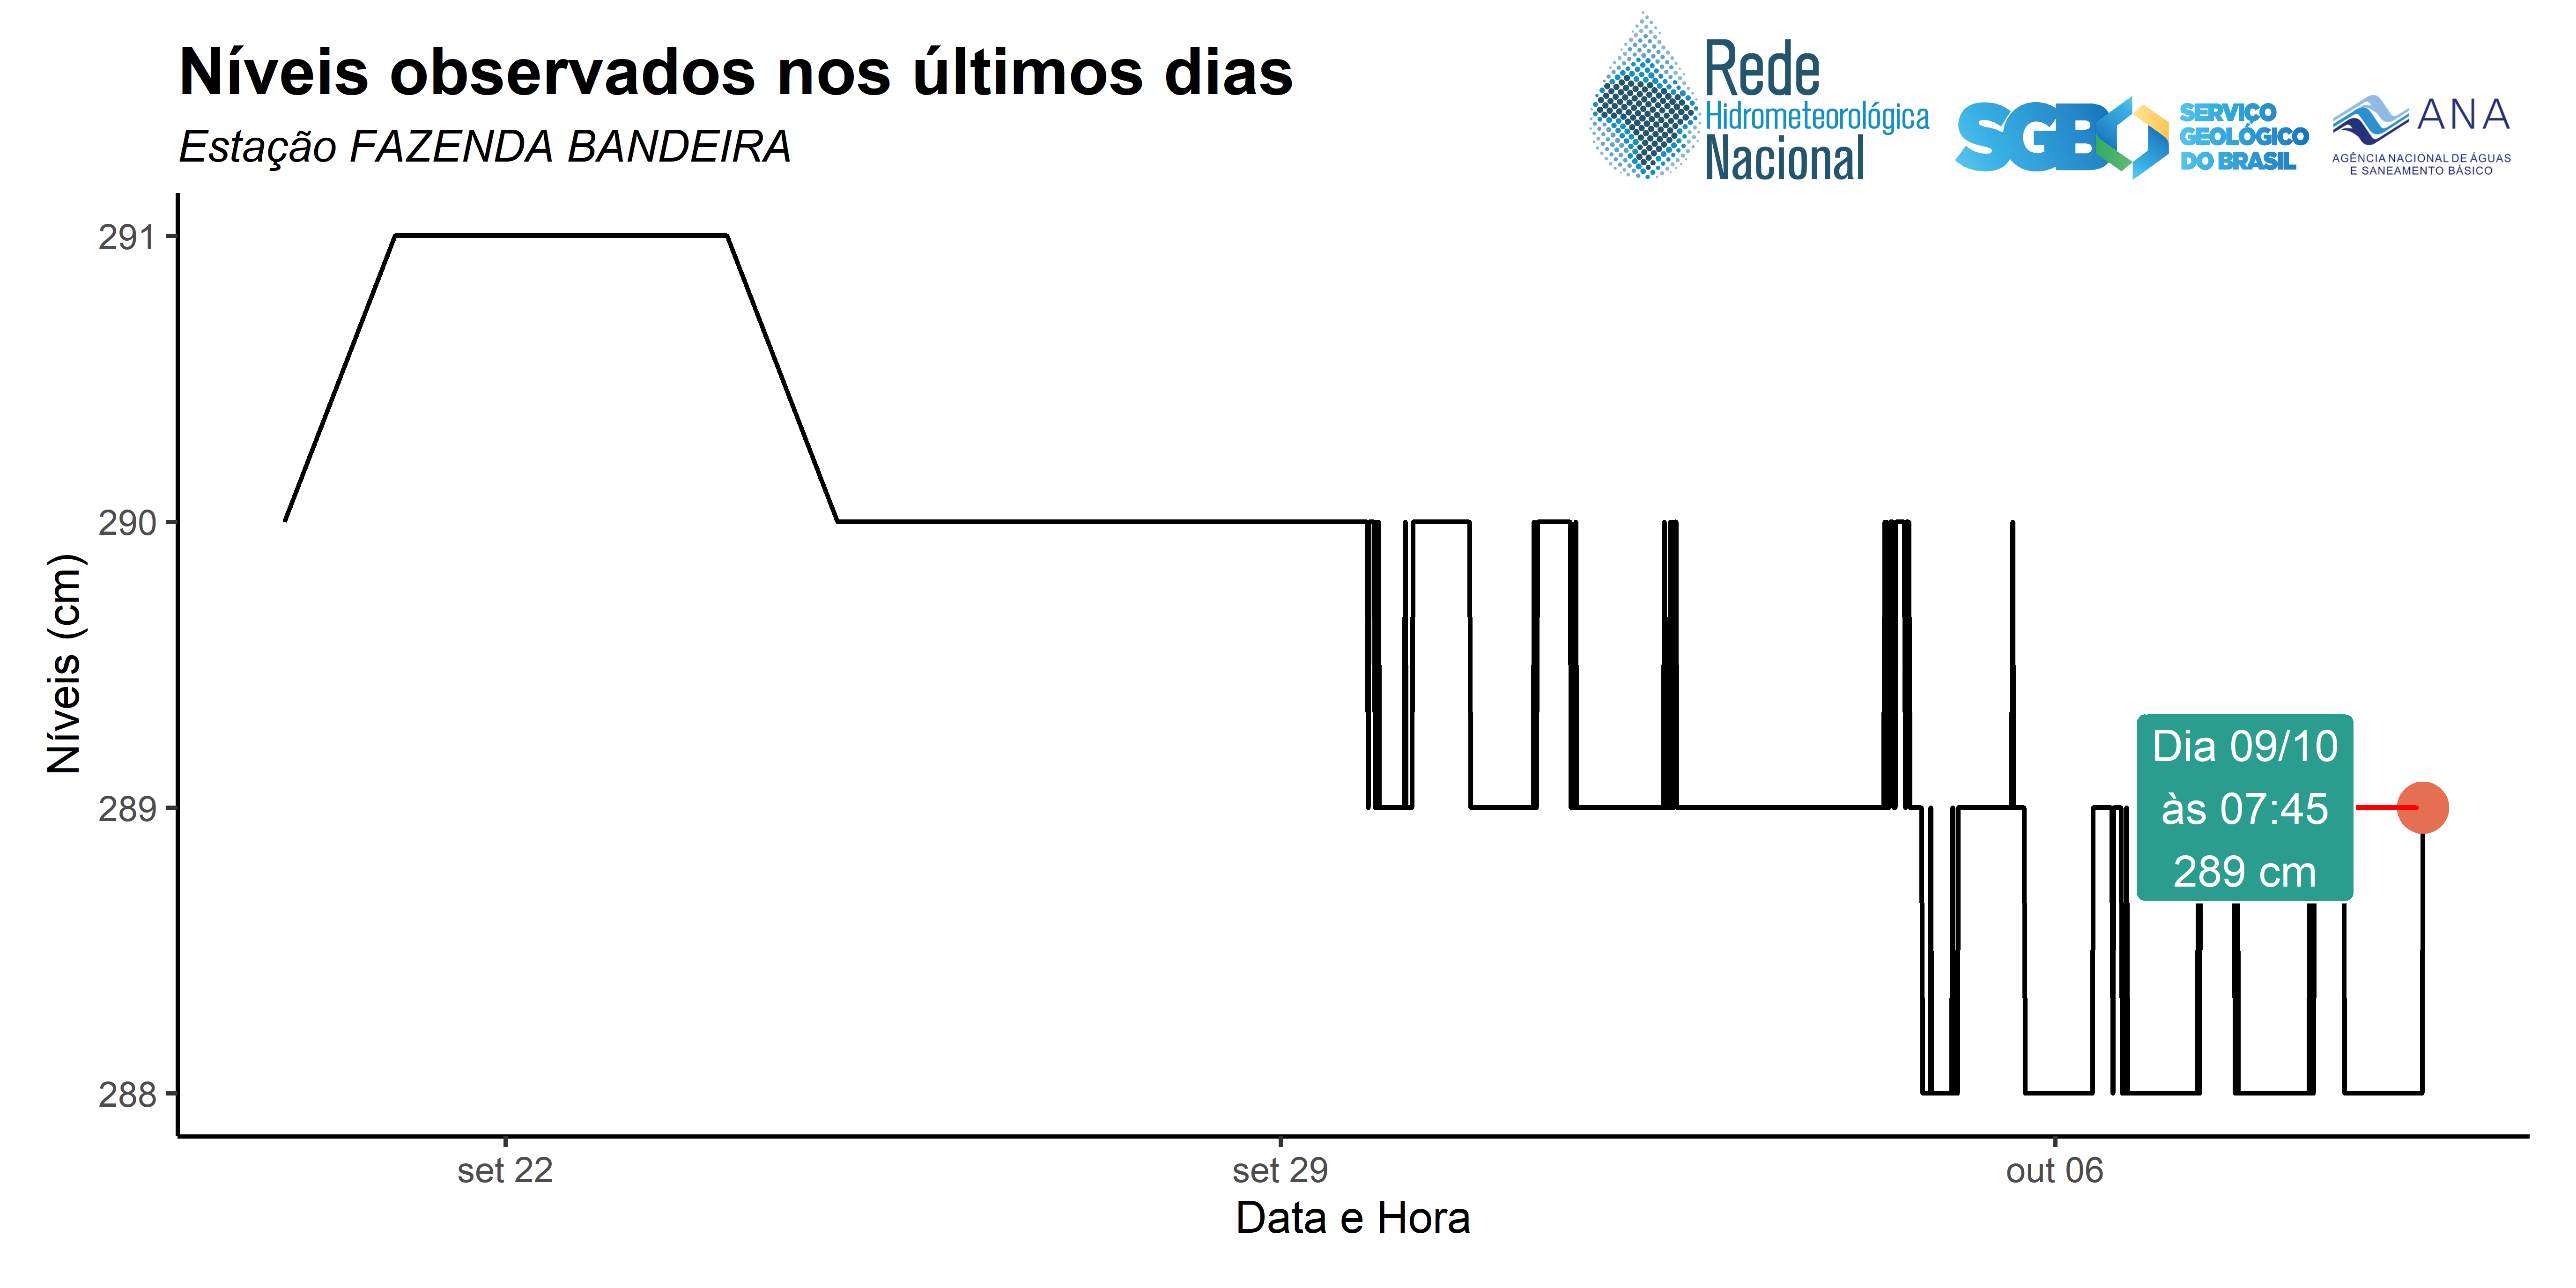 Níveis observados nos últimos dias
Estação FAZENDA BANDEIRA
Rede
Hidrometeorológica
Nacional
SGB
SERVIÇO
GEOLÓGICO
DO BRASIL
ANA
AGÊNCIA NACIONAL DE ÁGUAS
E SANEAMENTO BÁSICO
Níveis (cm)
291
290
289
288
Dia 09/10
às 07:45
289 cm
set 22
set 29
out 06
Data e Hora